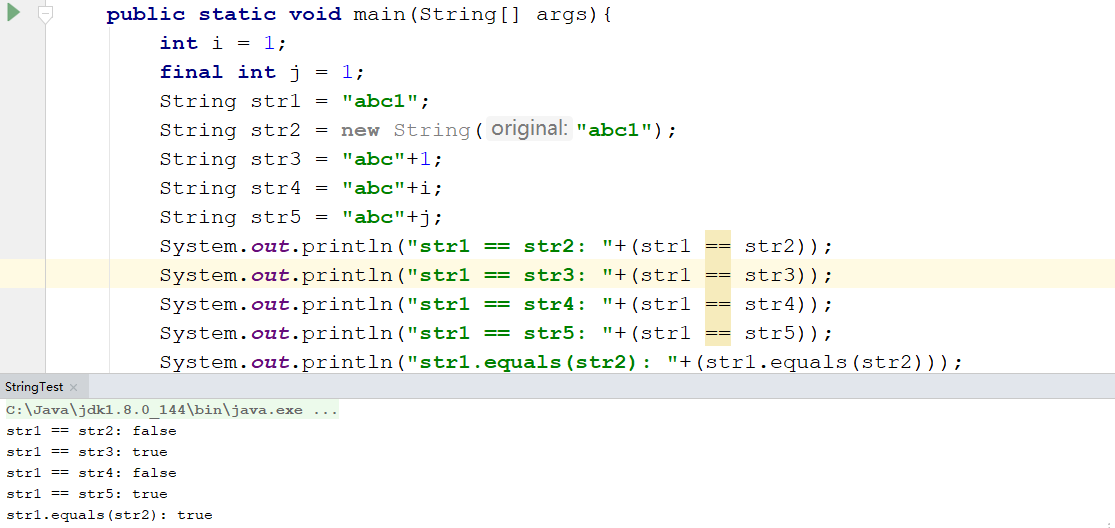 public static void main(String[] args){
int i = 1;
final int j = 1;
String str1 = "abc1";
String str2 = new String( original: "abc1");
String str3 = "abc"+1;
String str4 = "abc"+i;
String str5 = "abc"+j;
System.out.println("str1 == str2: "+(str1 == str2));
System.out.println("str1 == str3: "+(str1 == str3));
System.out.println("str1 == str4: "+(str1 == str4));
System.out.println("str1 == str5: "+(str1 == str5));
System.out.println("str1.equals(str2): "+(str1.equals(str2)));
StringTest ×
C:\Java\jdk1.8.0_144\bin\java.exe ...
str1 == str2: false
str1 == str3: true
str1 == str4: false
str1 == str5: true
str1.equals(str2): true